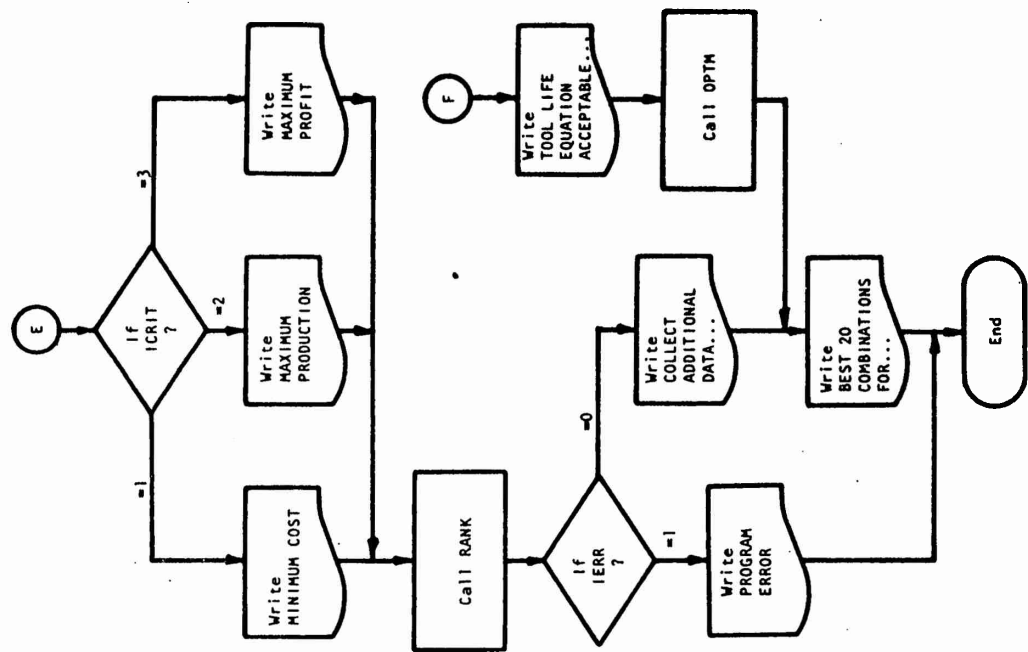 E
If
ICRIT
?
=1
=2
=3
Write
MINIMUM COST
Write
MAXIMUM
PRODUCTION
Write
MAXIMUM
PROFIT
Call RANK
If
IERR
?
=1
=0
Write
PROGRAM
ERROR
Write
COLLECT
ADDITIONAL
DATA...
F
Write
TOOL LIFE
EQUATION
ACCEPTABLE...
Call OPTM
Write
BEST 20
COMBINATIONS
FOR...
End